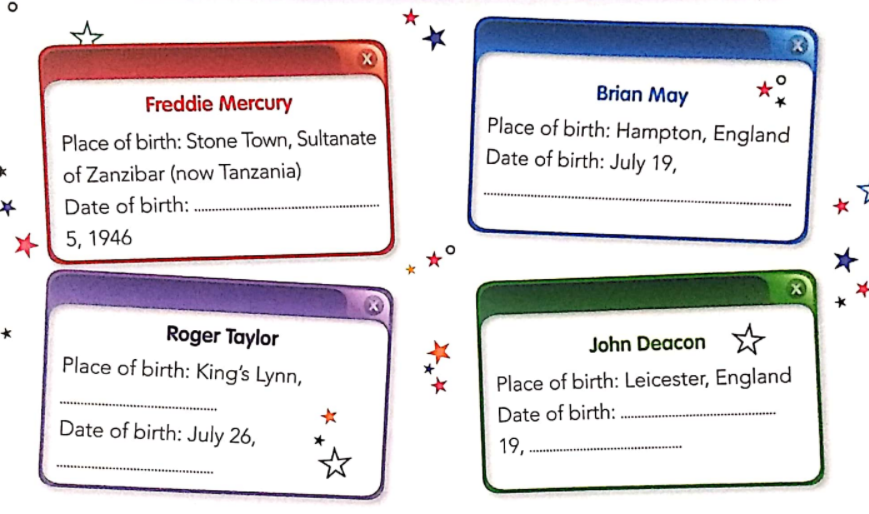 X
Freddie Mercury
Place of birth: Stone Town, Sultanate
of Zanzibar (now Tanzania)
Date of birth: ........................................
5, 1946
X
Brian May
Place of birth: Hampton, England
Date of birth: July 19,
........................................
X
Roger Taylor
Place of birth: King's Lynn,
........................................
Date of birth: July 26,
........................................
X
John Deacon
Place of birth: Leicester, England
Date of birth: ........................................
19, ........................................